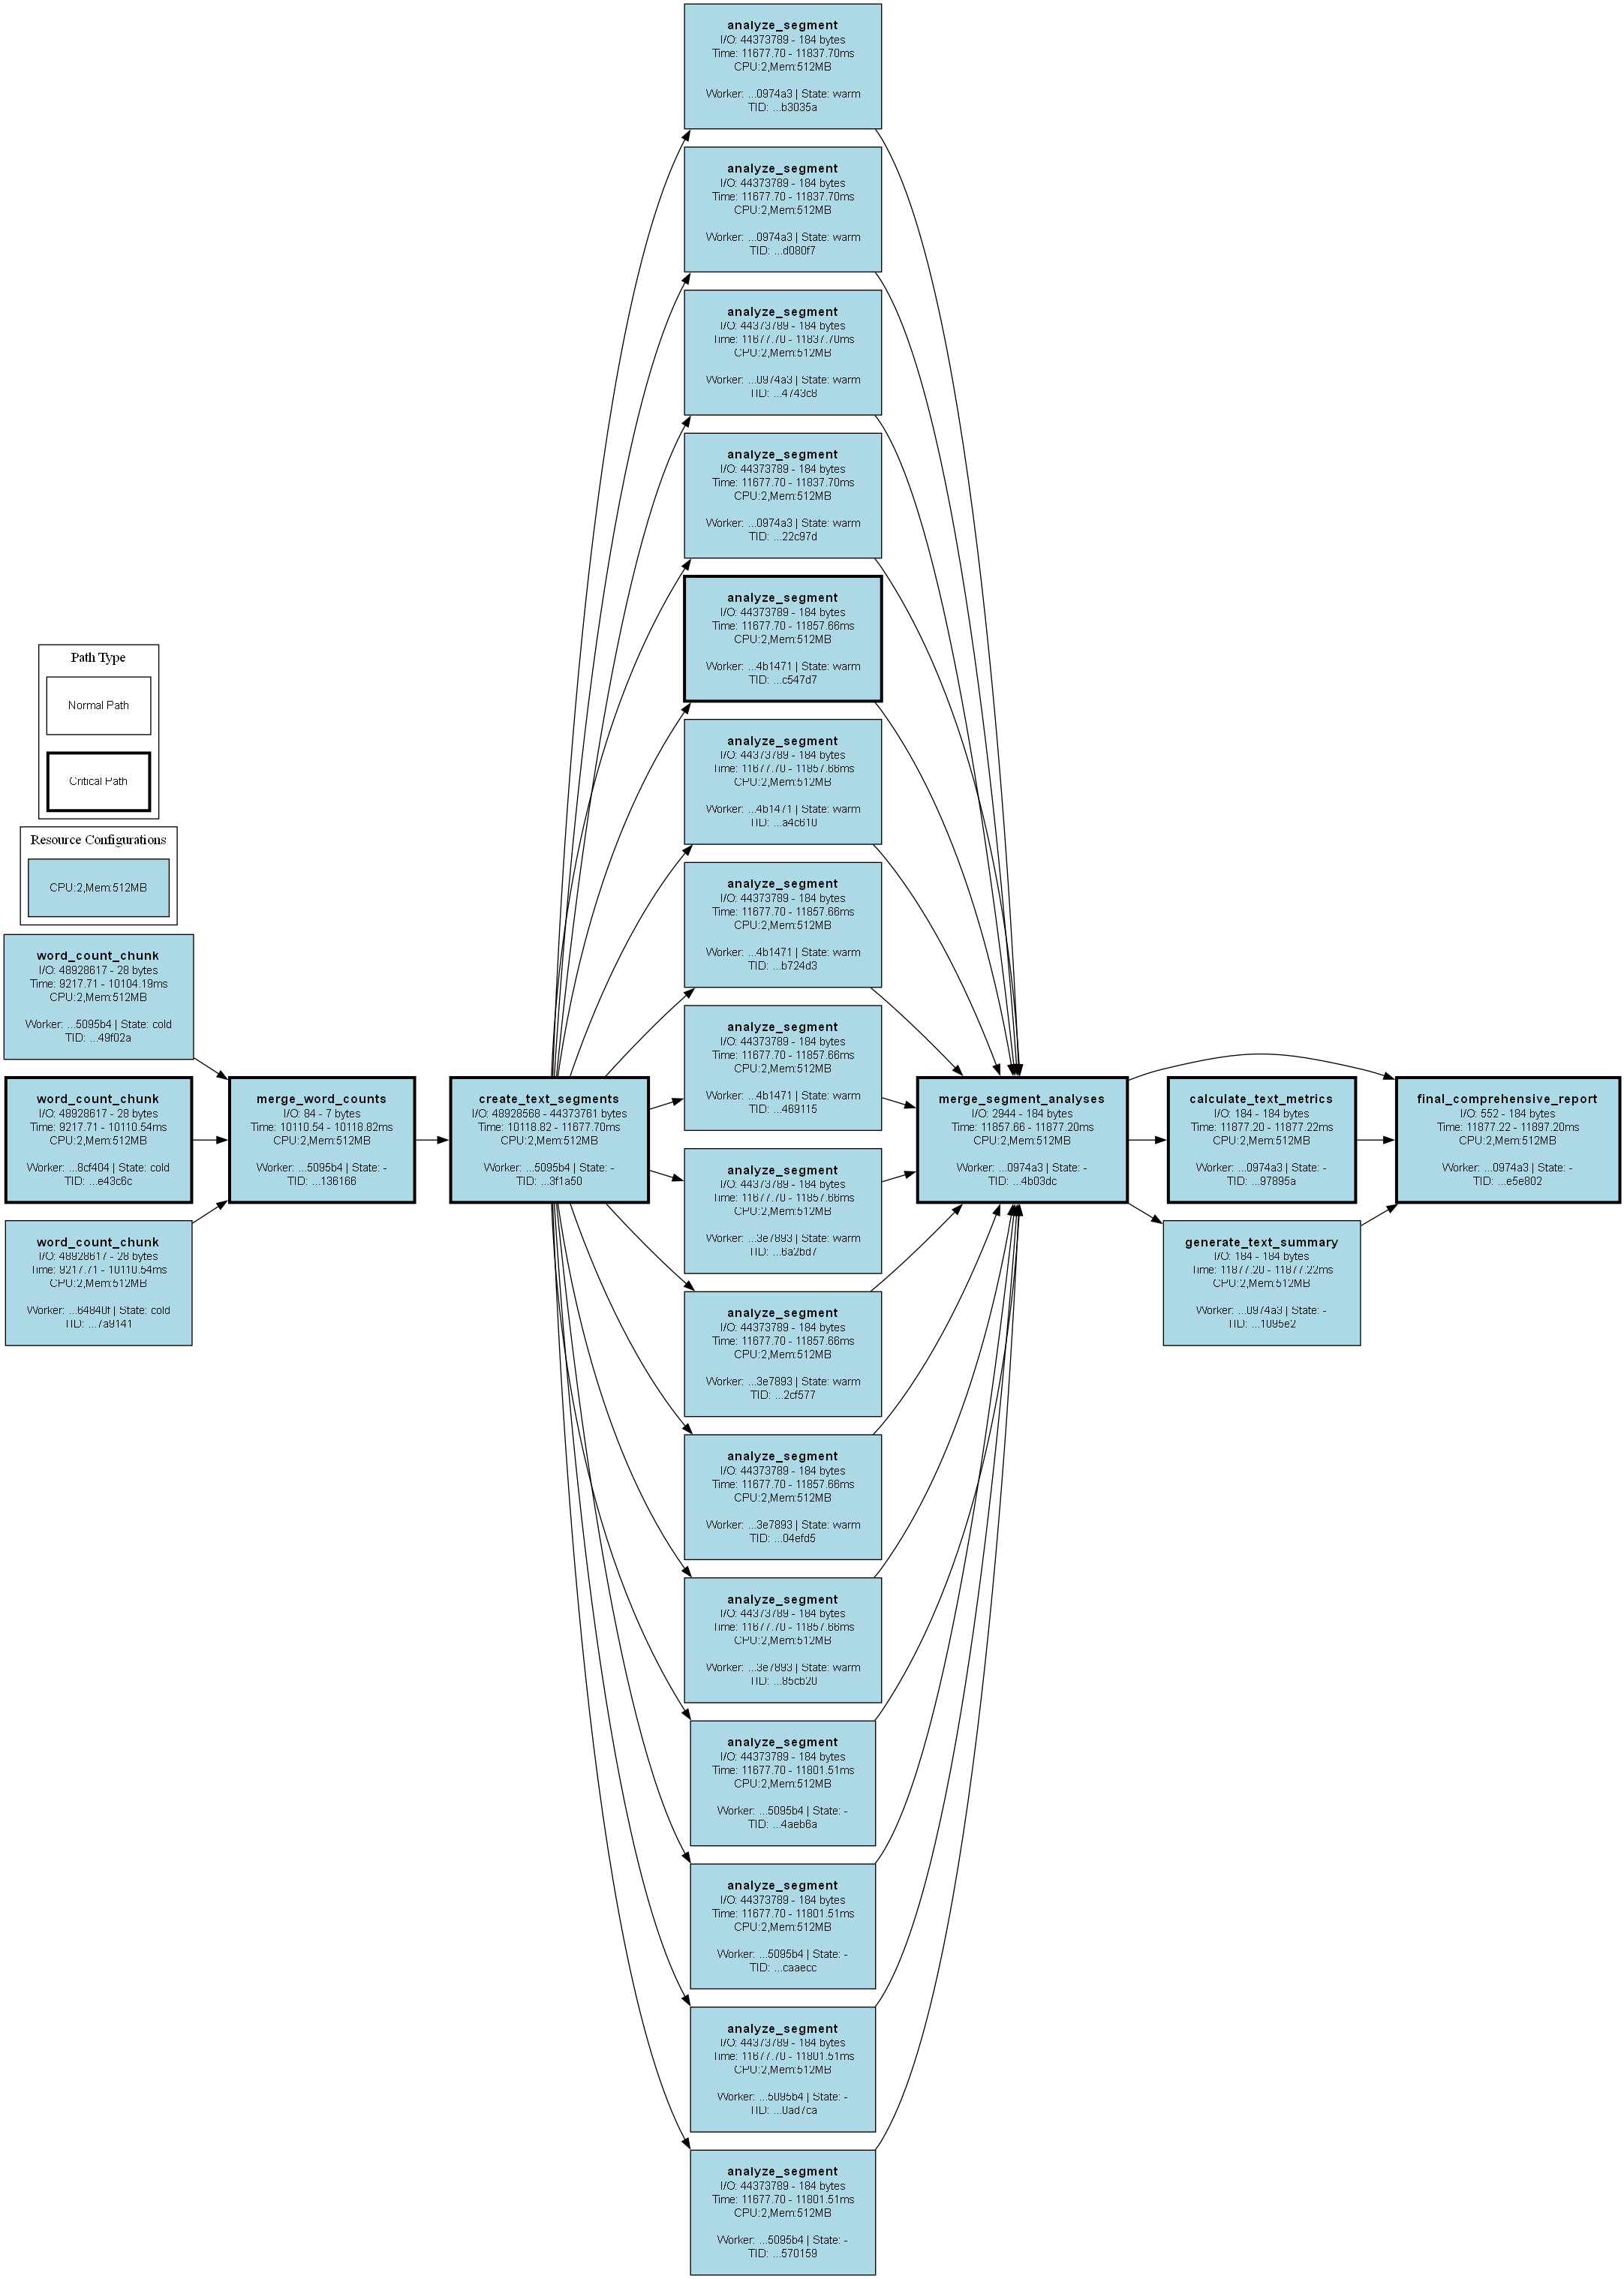 analyze_segment
I/O: 44373789 - 184 bytes
Time: 11677.70 - 11837.70ms
CPU:2,Mem:512MB
Worker: ...0974a3 | State: warm
TID: ...b3035a
analyze_segment
I/O: 44373789 - 184 bytes
Time: 11677.70 - 11837.70ms
CPU:2,Mem:512MB
Worker: ...0974a3 | State: warm
TID: ...d080f7
analyze_segment
I/O: 44373789 - 184 bytes
Time: 11677.70 - 11837.70ms
CPU:2,Mem:512MB
Worker: ...0974a3 | State: warm
TID: ...4743c8
analyze_segment
I/O: 44373789 - 184 bytes
Time: 11677.70 - 11837.70ms
CPU:2,Mem:512MB
Worker: ...0974a3 | State: warm
TID: ...22c97d
analyze_segment
I/O: 44373789 - 184 bytes
Time: 11677.70 - 11857.66ms
CPU:2,Mem:512MB
Worker: ...4b1471 | State: warm
TID: ...c547d7
Path Type
Normal Path
Critical Path
Resource Configurations
CPU:2,Mem:512MB
analyze_segment
I/O: 44373789 - 184 bytes
Time: 11677.70 - 11857.66ms
CPU:2,Mem:512MB
Worker: ...4b1471 | State: warm
TID: ...a4c610
analyze_segment
I/O: 44373789 - 184 bytes
Time: 11677.70 - 11857.66ms
CPU:2,Mem:512MB
Worker: ...4b1471 | State: warm
TID: ...b724d3
word_count_chunk
I/O: 48928617 - 28 bytes
Time: 9217.71 - 10104.19ms
CPU:2,Mem:512MB
Worker: ...5095b4 | State: cold
TID: ...49f02a
word_count_chunk
I/O: 48928617 - 28 bytes
Time: 9217.71 - 10110.54ms
CPU:2,Mem:512MB
Worker: ...8cf404 | State: cold
TID: ...e43c6c
word_count_chunk
I/O: 48928617 - 28 bytes
Time: 9217.71 - 10110.54ms
CPU:2,Mem:512MB
Worker: ...64840f | State: cold
TID: ...7a9141
merge_word_counts
I/O: 84 - 7 bytes
Time: 10110.54 - 10118.82ms
CPU:2,Mem:512MB
Worker: ...5095b4 | State: -
TID: ...136166
create_text_segments
I/O: 48928568 - 44373761 bytes
Time: 10118.82 - 11677.70ms
CPU:2,Mem:512MB
Worker: ...5095b4 | State: -
TID: ...3f1a50
analyze_segment
I/O: 44373789 - 184 bytes
Time: 11677.70 - 11857.66ms
CPU:2,Mem:512MB
Worker: ...4b1471 | State: warm
TID: ...469115
analyze_segment
I/O: 44373789 - 184 bytes
Time: 11677.70 - 11857.66ms
CPU:2,Mem:512MB
Worker: ...3e7893 | State: warm
TID: ...6a2bd7
merge_segment_analyses
I/O: 2944 - 184 bytes
Time: 11857.66 - 11877.20ms
CPU:2,Mem:512MB
Worker: ...0974a3 | State: -
TID: ...4b03dc
calculate_text_metrics
I/O: 184 - 184 bytes
Time: 11877.20 - 11877.22ms
CPU:2,Mem:512MB
Worker: ...0974a3 | State: -
TID: ...97895a
final_comprehensive_report
I/O: 552 - 184 bytes
Time: 11877.22 - 11897.20ms
CPU:2,Mem:512MB
Worker: ...0974a3 | State: -
TID: ...e5e802
generate_text_summary
I/O: 184 - 184 bytes
Time: 11877.20 - 11877.22ms
CPU:2,Mem:512MB
Worker: ...0974a3 | State: -
TID: ...1095e2
analyze_segment
I/O: 44373789 - 184 bytes
Time: 11677.70 - 11857.66ms
CPU:2,Mem:512MB
Worker: ...3e7893 | State: warm
TID: ...2cf577
analyze_segment
I/O: 44373789 - 184 bytes
Time: 11677.70 - 11857.66ms
CPU:2,Mem:512MB
Worker: ...3e7893 | State: warm
TID: ...04efd5
analyze_segment
I/O: 44373789 - 184 bytes
Time: 11677.70 - 11857.66ms
CPU:2,Mem:512MB
Worker: ...3e7893 | State: warm
TID: ...85cb20
analyze_segment
I/O: 44373789 - 184 bytes
Time: 11677.70 - 11801.51ms
CPU:2,Mem:512MB
Worker: ...5095b4 | State: -
TID: ...4aeb6a
analyze_segment
I/O: 44373789 - 184 bytes
Time: 11677.70 - 11801.51ms
CPU:2,Mem:512MB
Worker: ...5095b4 | State: -
TID: ...caaecc
analyze_segment
I/O: 44373789 - 184 bytes
Time: 11677.70 - 11801.51ms
CPU:2,Mem:512MB
Worker: ...5095b4 | State: -
TID: ...0ad7ca
analyze_segment
I/O: 44373789 - 184 bytes
Time: 11677.70 - 11801.51ms
CPU:2,Mem:512MB
Worker: ...5095b4 | State: -
TID: ...570159